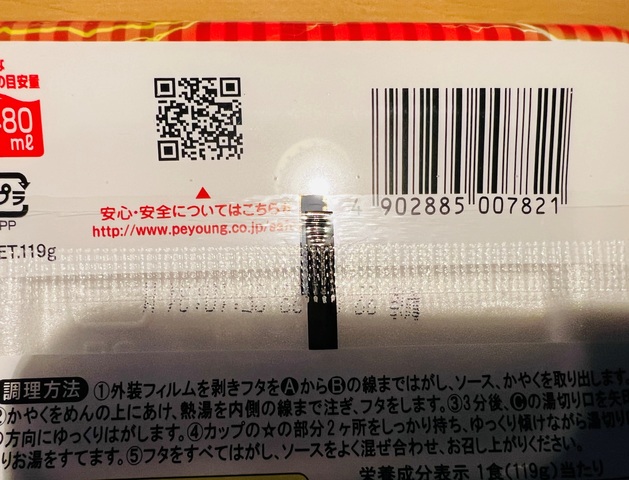 な
の目安量
480
mℓ
プラ
PP
ET.119g
安心・安全についてはこちらから
http://www.peyoung.co.jp/
4 902885 007821
調理方法 ①外装フィルムを剥きフタをⒶからⒷの線まではがし、ソース、かやくを取り出します。
②かやくをめんの上にあけ、熱湯を内側の線まで注ぎ、フタをします。③3分後、Ⓒの湯切り口を矢印
の方向にゆっくりはがします。④カップの☆の部分2ヶ所をしっかり持ち、ゆっくり傾けながら湯切り
りお湯をすてます。⑤フタをすべてはがし、ソースをよく混ぜ合わせ、お召し上がりください。
栄養成分表示 1食(119g)当たり